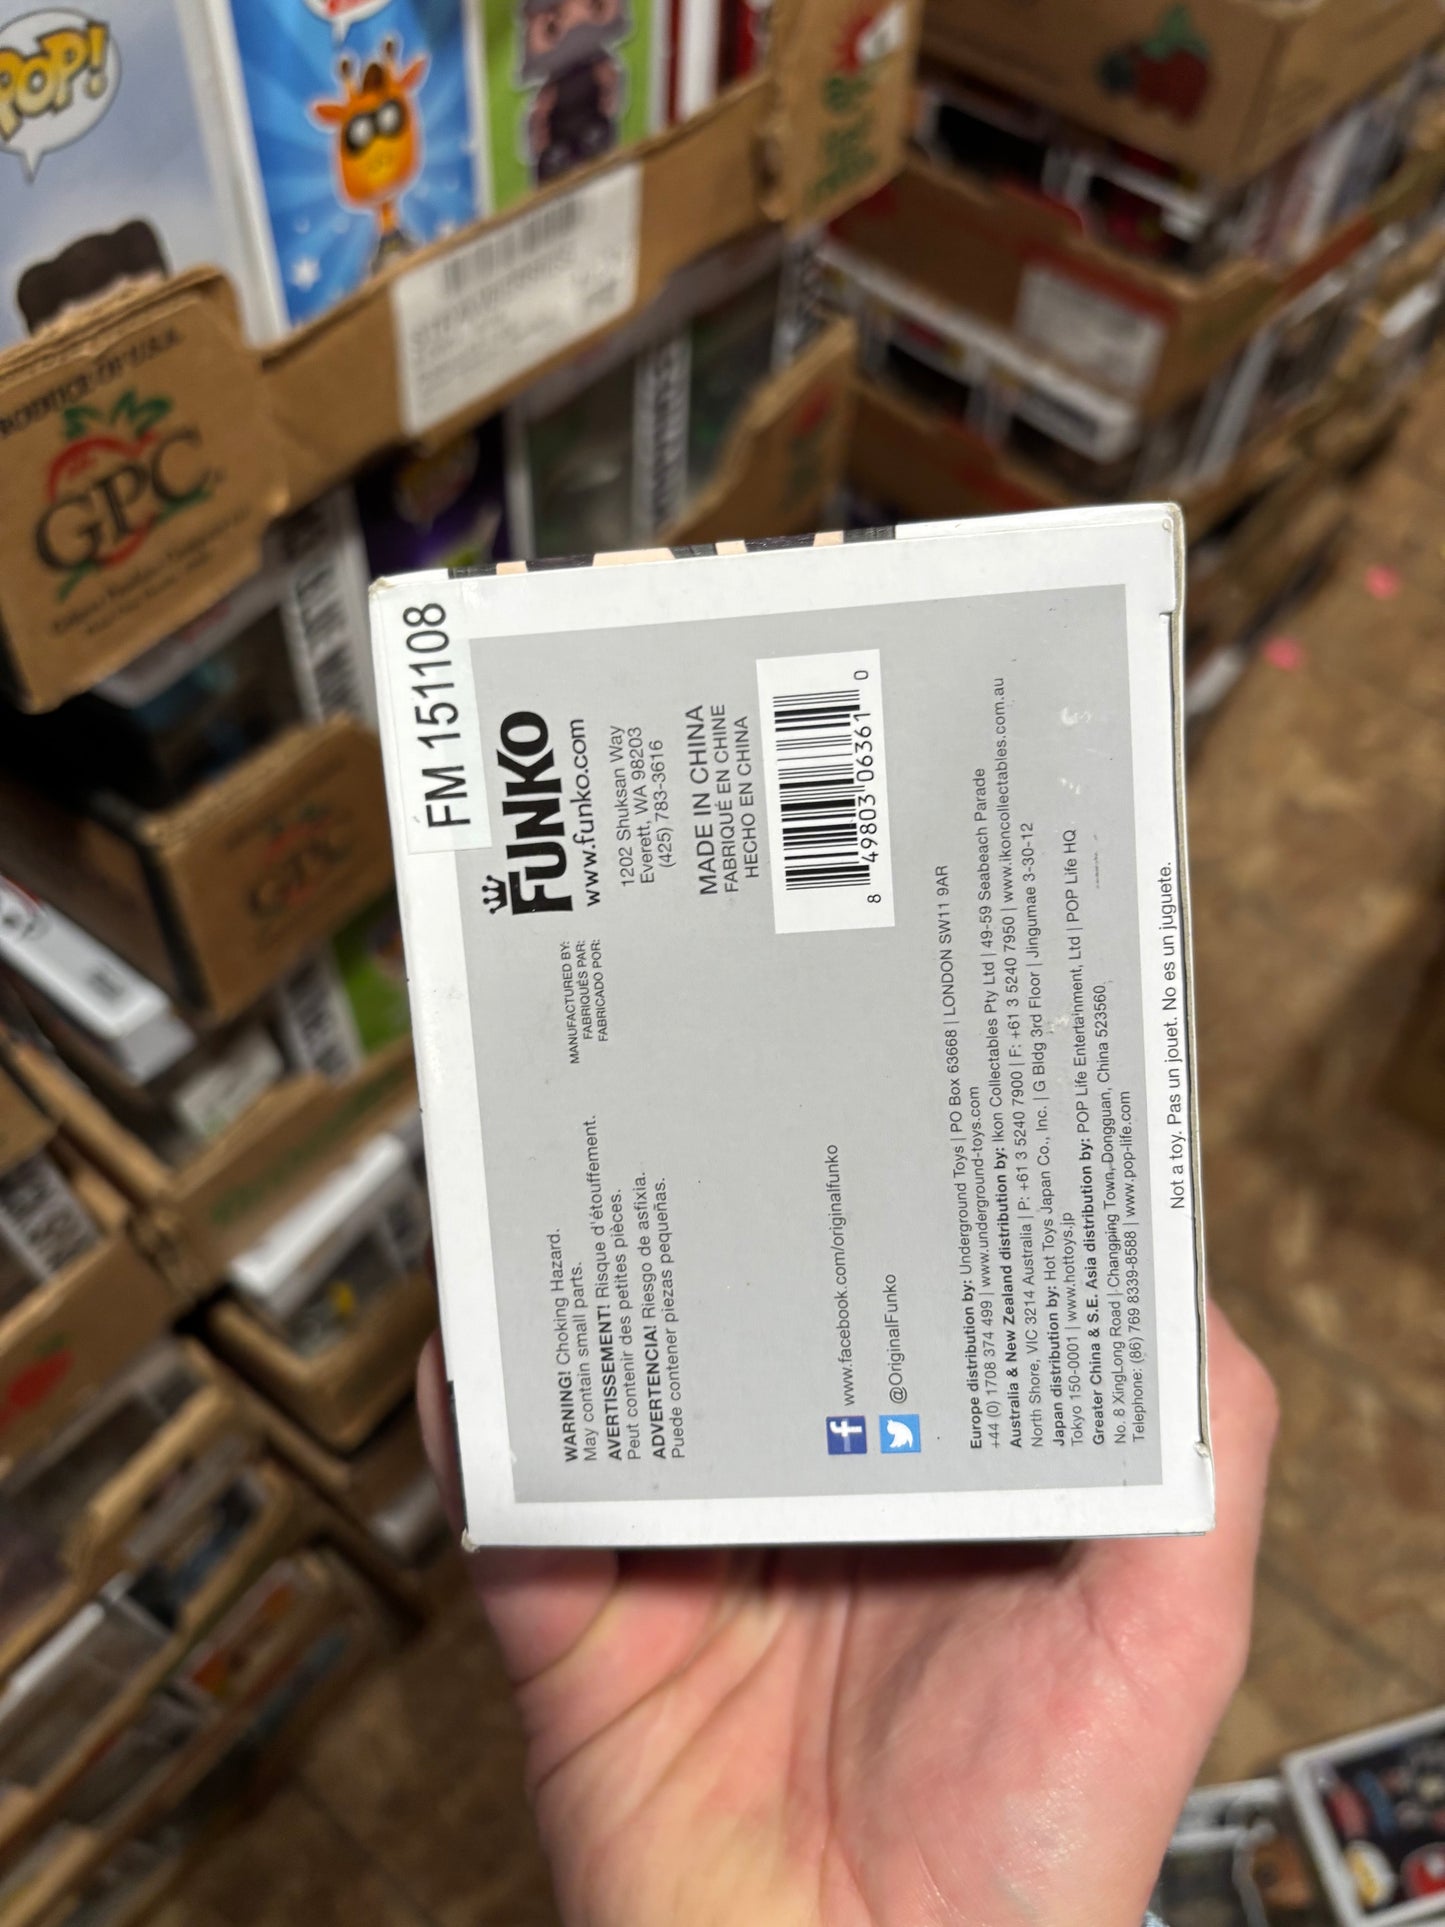 FM 151108
FUNKO
www.funko.com
1202 Shuksan Way
Everett, WA 98203
(425) 783-3616
MANUFACTURED BY:
FABRIQUÉS PAR:
FABRICADO POR:
MADE IN CHINA
FABRIQUÉ EN CHINE
HECHO EN CHINA
8 49803 06361 0
WARNING! Choking Hazard.
May contain small parts.
AVERTISSEMENT! Risque d'étouffement.
Peut contenir des petites pièces.
ADVERTENCIA! Riesgo de asfixia.
Puede contener piezas pequeñas.
www.facebook.com/originalfunko
@OriginalFunko
Europe distribution by: Underground Toys | PO Box 63668 | LONDON SW11 9AR
+44 (0) 1708 374 499 | www.underground-toys.com
Australia & New Zealand distribution by: Ikon Collectables Pty Ltd | 49-59 Seabeach Parade
North Shore, VIC 3214 Australia | P: +61 3 5240 7900 | F: +61 3 5240 7950 | www.ikoncollectables.com.au
Japan distribution by: Hot Toys Japan Co., Inc. | G Bldg 3rd Floor | Jingumae 3-30-12
Tokyo 150-0001 | www.hottoys.jp
Greater China & S.E. Asia distribution by: POP Life Entertainment, Ltd | POP Life HQ
No. 8 XingLong Road | Changping Town, Dongguan, China 523560
Telephone: (86) 769 8339-8588 | www.pop-life.com
Not a toy. Pas un jouet. No es un juguete.
POP!
PRODUCE OF U.S.A.
GPC